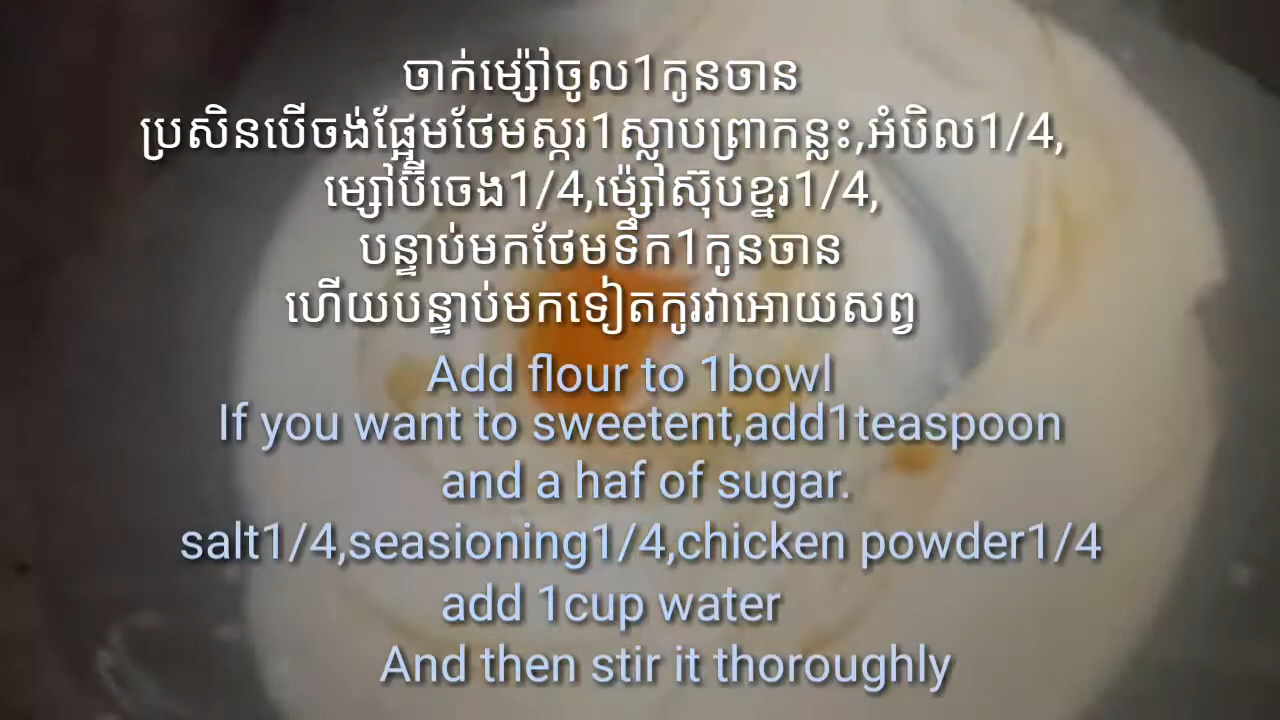 ចាក់ម្ស៉ៅចូល1កូនចាន
ប្រសិនបើចង់ផ្អែមថែមស្ករ1ស្លាបព្រាកន្លះ,អំបិល1/4,
ម្សៅប៊ីចេង1/4,ម្ស៉ៅស៊ុបខ្នរ1/4,
បន្ទាប់មកថែមទឹក1កូនចាន
ហើយបន្ទាប់មកទៀតកូរវាអោយសព្វ
Add flour to 1bowl
If you want to sweetent,add1teaspoon
and a haf of sugar.
salt1/4,seasioning1/4,chicken powder1/4
add 1cup water
And then stir it thoroughly